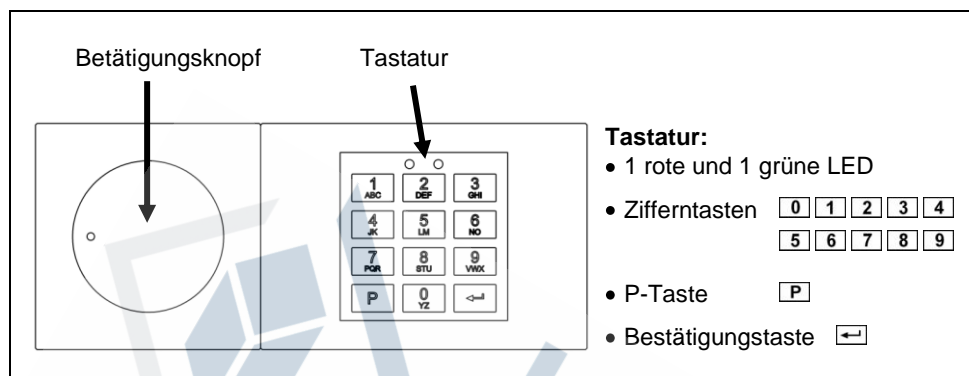 Betätigungsknopf Tastatur
1 2 3
ABC DEF GHI
4 5 6
JK LM NO
7 8 9
PQR STU VWX
P 0 ↵
YZ
Tastatur:
• 1 rote und 1 grüne LED
• Zifferntasten 0 1 2 3 4
5 6 7 8 9
• P-Taste P
• Bestätigungstaste ↵